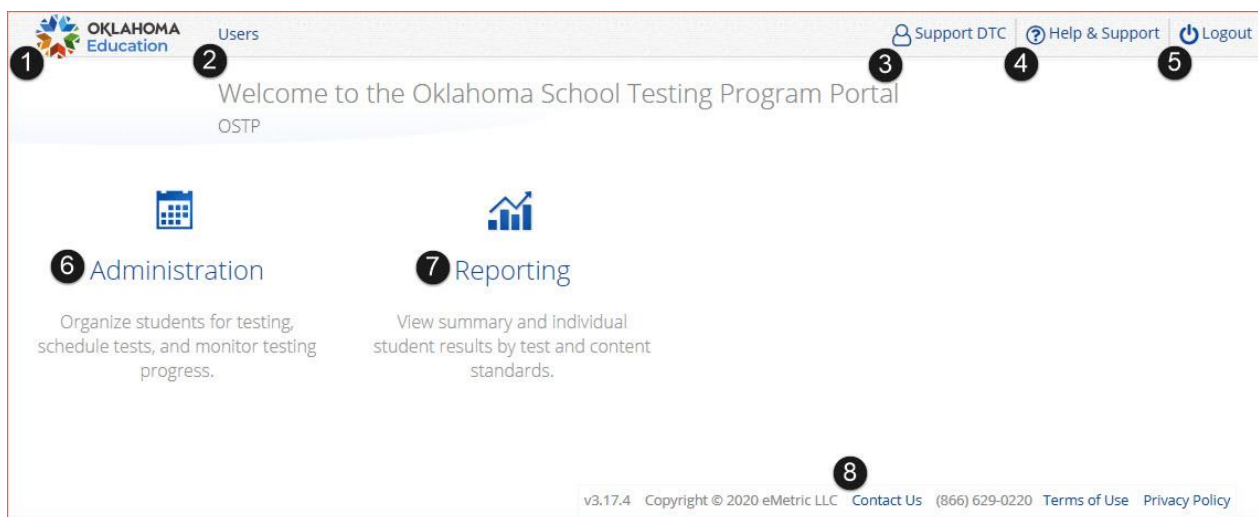 OKLAHOMA
Education
Users
Support DTC
Help & Support
Logout
1
2
3
4
5
Welcome to the Oklahoma School Testing Program Portal
OSTP
6 Administration
Organize students for testing,
schedule tests, and monitor testing
progress.
7 Reporting
View summary and individual
student results by test and content
standards.
8
v3.17.4 Copyright © 2020 eMetric LLC Contact Us (866) 629-0220 Terms of Use Privacy Policy